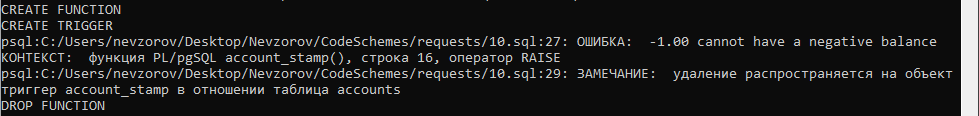 CREATE FUNCTION
CREATE TRIGGER
psql:C:/Users/nevzorov/Desktop/Nevzorov/CodeSchemes/requests/10.sql:27: ОШИБКА:  -1.00 cannot have a negative balance
КОНТЕКСТ:  функция PL/pgSQL account_stamp(), строка 16, оператор RAISE
psql:C:/Users/nevzorov/Desktop/Nevzorov/CodeSchemes/requests/10.sql:29: ЗАМЕЧАНИЕ:  удаление распространяется на объект
триггер account_stamp в отношении таблица accounts
DROP FUNCTION